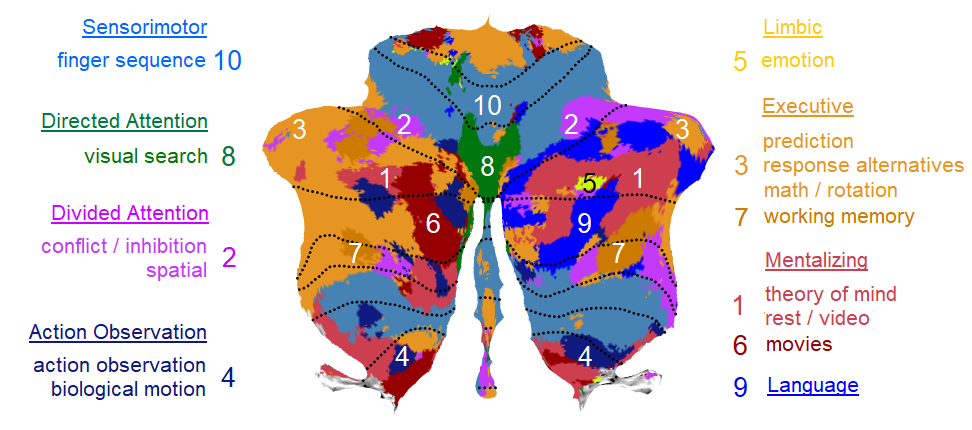 Sensorimotor
finger sequence 10
Directed Attention
visual search 8
Divided Attention
conflict / inhibition
spatial 2
Action Observation
action observation
biological motion 4
10
3 2 2 3
8
1 5 1
6 9
7 7
4 4
Limbic
5 emotion
Executive
prediction
3 response alternatives
math / rotation
7 working memory
Mentalizing
1 theory of mind
rest / video
6 movies
9 Language